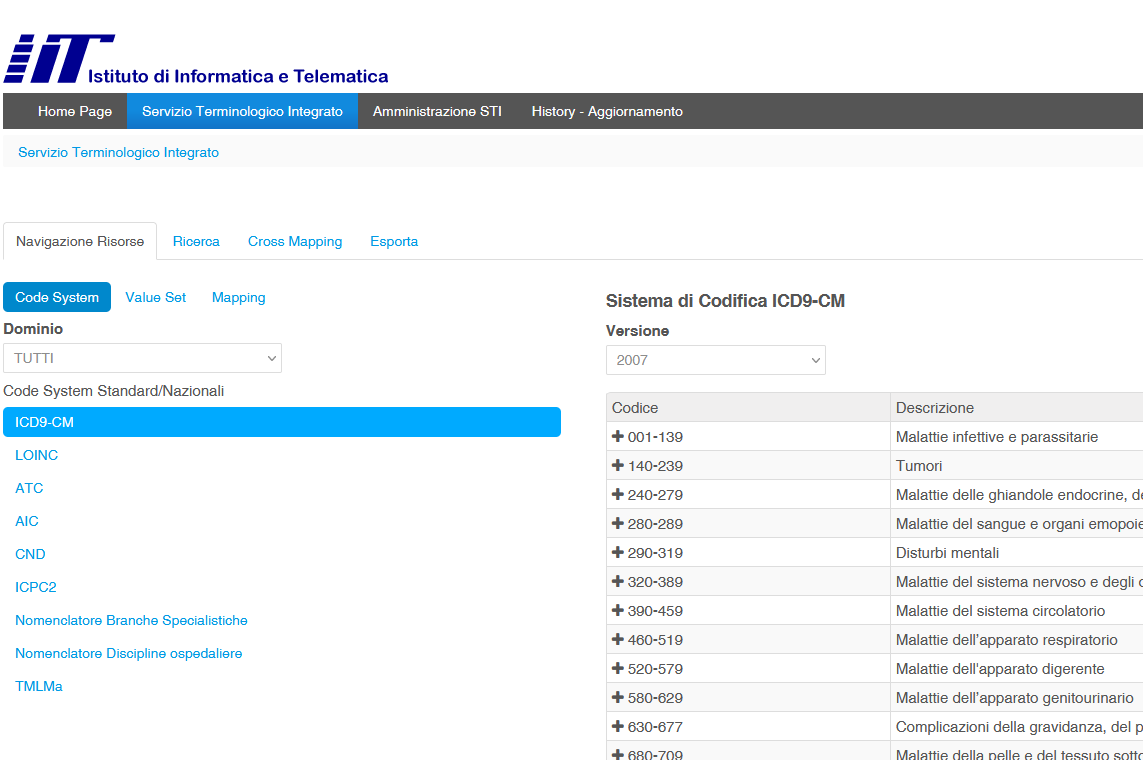 IIT Istituto di Informatica e Telematica
Home Page Servizio Terminologico Integrato Amministrazione STI History - Aggiornamento
Servizio Terminologico Integrato
Navigazione Risorse Ricerca Cross Mapping Esporta
Code System Value Set Mapping
Dominio
TUTTI
Code System Standard/Nazionali
ICD9-CM
LOINC
ATC
AIC
CND
ICPC2
Nomenclatore Branche Specialistiche
Nomenclatore Discipline ospedaliere
TMLMa
Sistema di Codifica ICD9-CM
Versione
2007
Codice Descrizione
001-139 Malattie infettive e parassitarie
140-239 Tumori
240-279 Malattie delle ghiandole endocrine, de
280-289 Malattie del sangue e organi emopoie
290-319 Disturbi mentali
320-389 Malattie del sistema nervoso e degli o
390-459 Malattie del sistema circolatorio
460-519 Malattie dell'apparato respiratorio
520-579 Malattie dell'apparato digerente
580-629 Malattie dell'apparato genitourinario
630-677 Complicazioni della gravidanza, del p
680-709 Malattie della pelle e del tessuto sotto